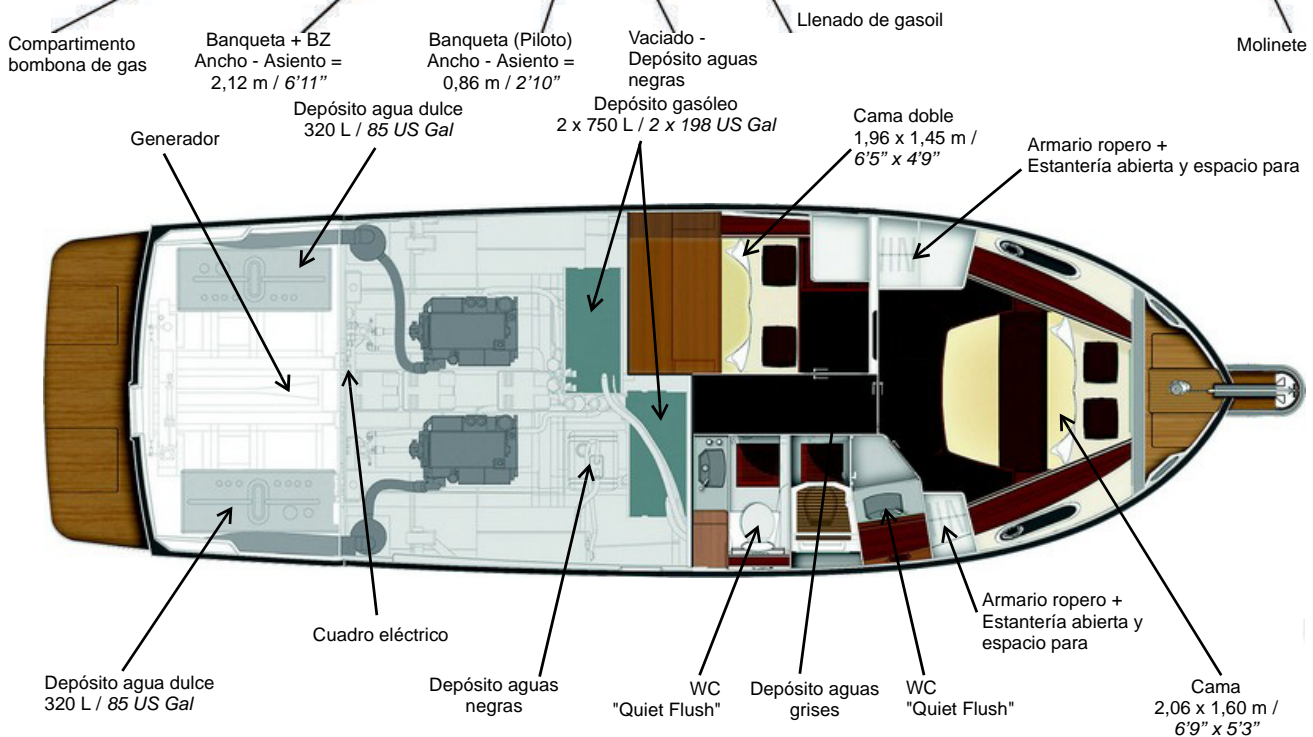 Compartimento
bombona de gas
Banqueta + BZ
Ancho - Asiento =
2,12 m / 6'11”
Banqueta (Piloto)
Ancho - Asiento =
0,86 m / 2'10”
Vaciado -
Depósito aguas
negras
Llenado de gasoil
Molinete
Generador
Depósito agua dulce
320 L / 85 US Gal
Depósito gasóleo
2 x 750 L / 2 x 198 US Gal
Cama doble
1,96 x 1,45 m /
6'5” x 4'9”
Armario ropero +
Estantería abierta y espacio para
Depósito agua dulce
320 L / 85 US Gal
Cuadro eléctrico
Depósito aguas
negras
WC
"Quiet Flush"
Depósito aguas
grises
WC
"Quiet Flush"
Armario ropero +
Estantería abierta y
espacio para
Cama
2,06 x 1,60 m /
6'9” x 5'3”